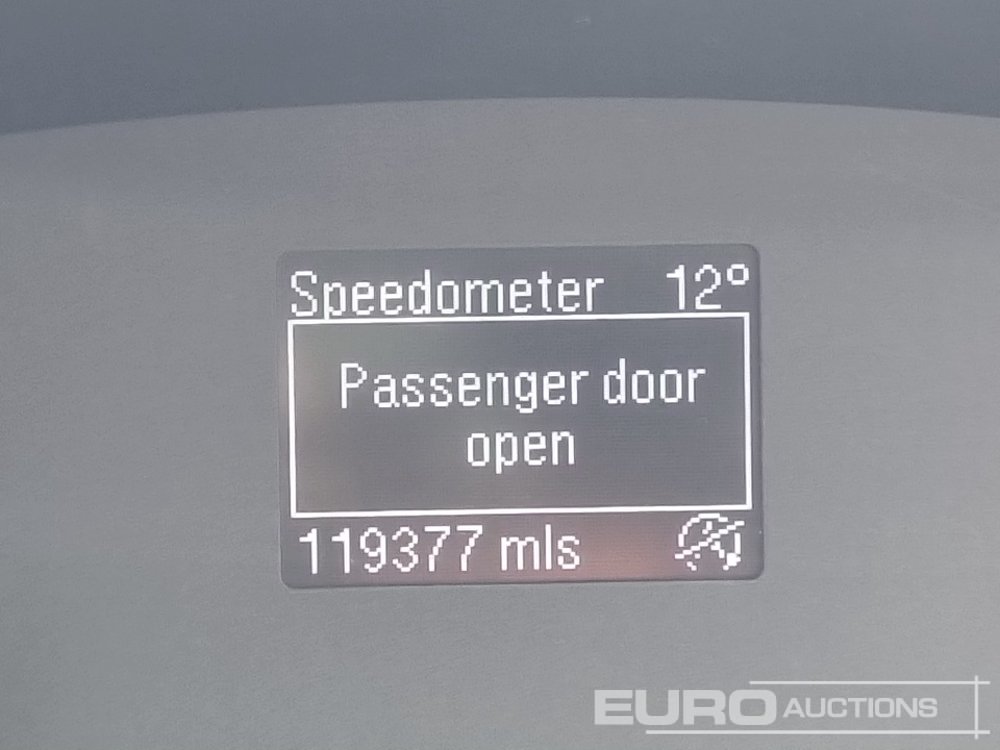 Speedometer 12°
Passenger door
open
119377 mls
EURO AUCTIONS